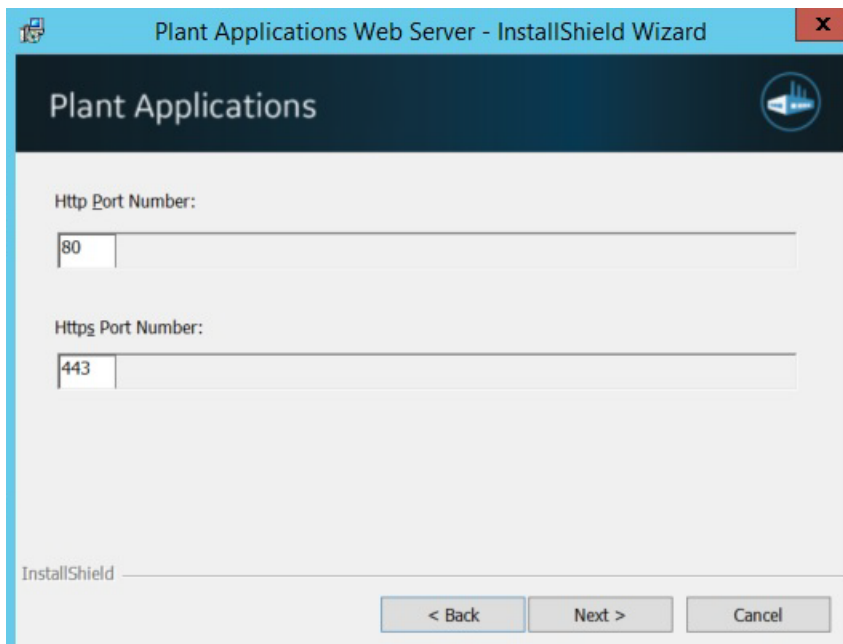 Plant Applications Web Server - InstallShield Wizard
x
Plant Applications
Http Port Number:
80
Https Port Number:
443
InstallShield
< Back Next > Cancel